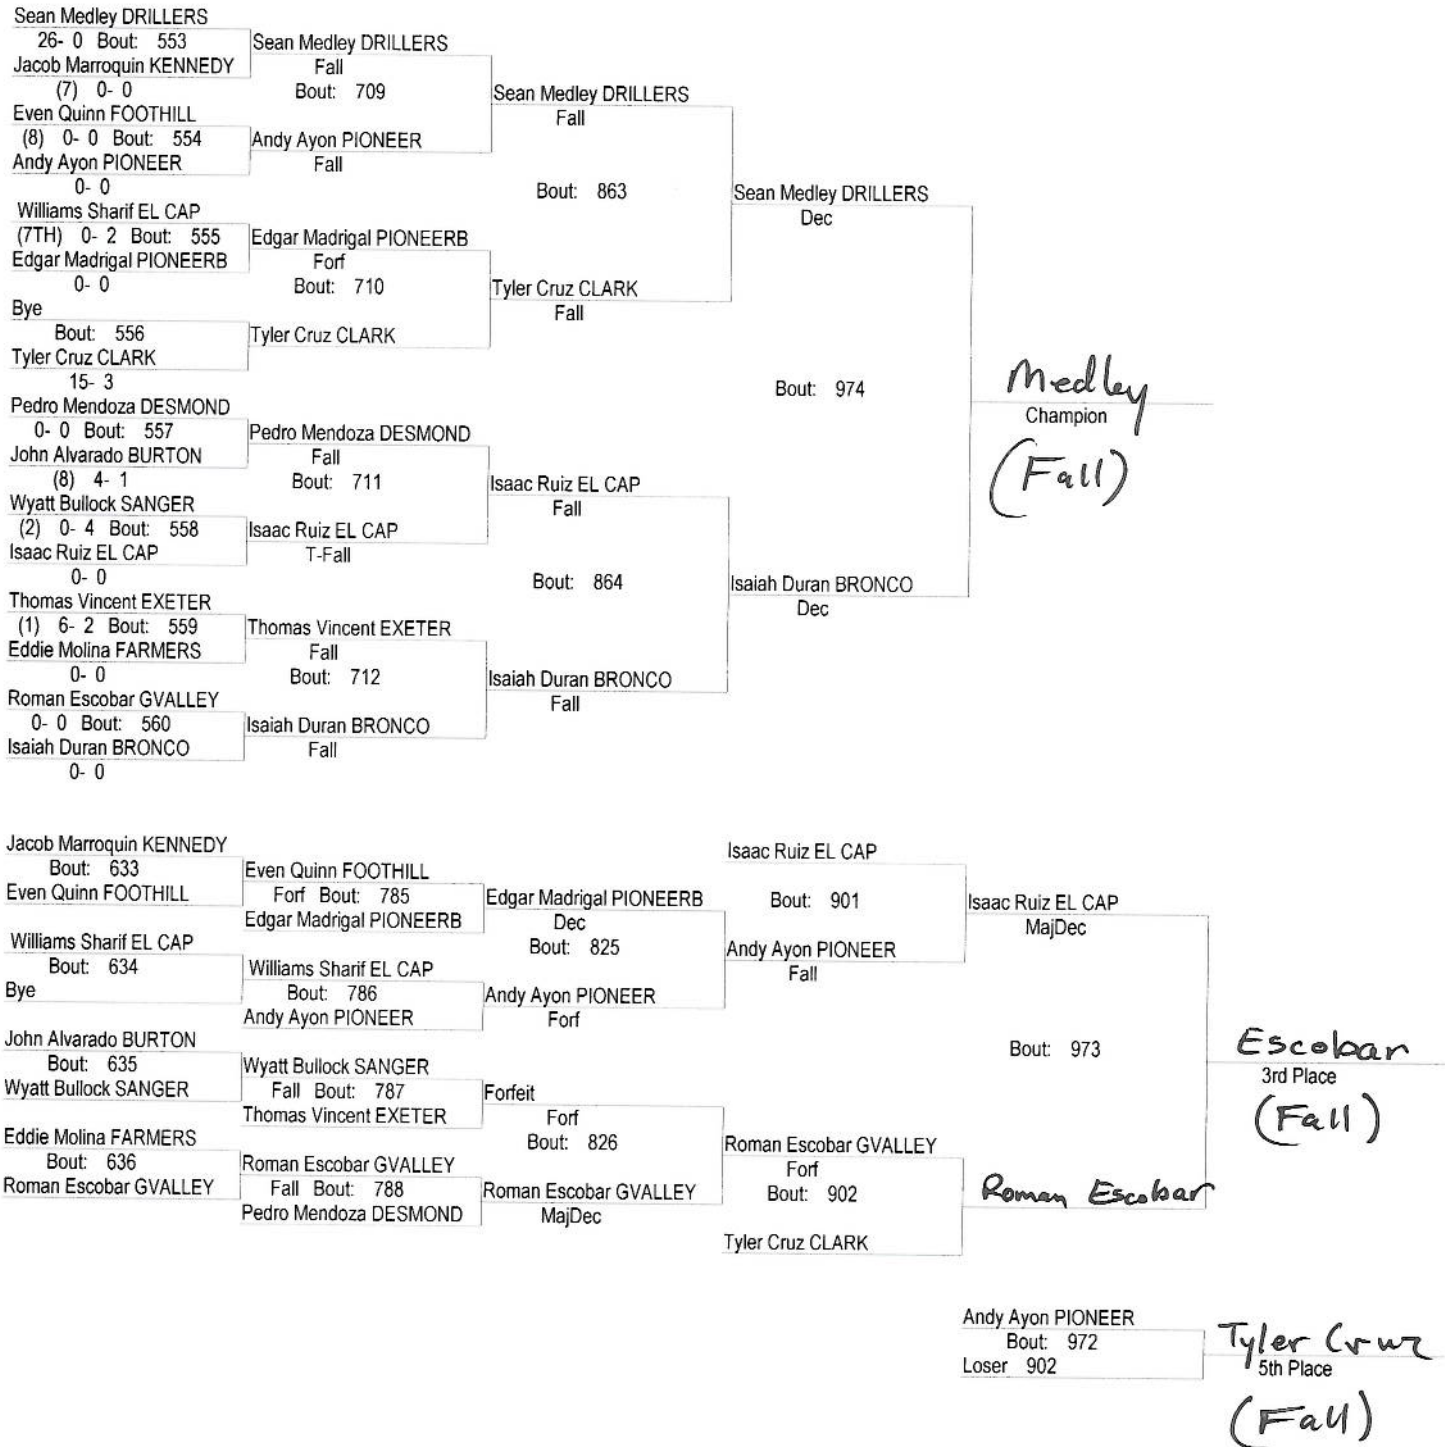 Sean Medley DRILLERS
26- 0 Bout: 553
Jacob Marroquin KENNEDY
(7) 0- 0
Even Quinn FOOTHILL
(8) 0- 0 Bout: 554
Andy Ayon PIONEER
0- 0
Williams Sharif EL CAP
(7TH) 0- 2 Bout: 555
Edgar Madrigal PIONEERB
0- 0
Bye
Bout: 556
Tyler Cruz CLARK
15- 3
Pedro Mendoza DESMOND
0- 0 Bout: 557
John Alvarado BURTON
(8) 4- 1
Wyatt Bullock SANGER
(2) 0- 4 Bout: 558
Isaac Ruiz EL CAP
0- 0
Thomas Vincent EXETER
(1) 6- 2 Bout: 559
Eddie Molina FARMERS
0- 0
Roman Escobar GVALLEY
0- 0 Bout: 560
Isaiah Duran BRONCO
0- 0
Sean Medley DRILLERS
Fall
Bout: 709
Andy Ayon PIONEER
Fall
Edgar Madrigal PIONEERB
Forf
Bout: 710
Tyler Cruz CLARK
Pedro Mendoza DESMOND
Fall
Bout: 711
Isaac Ruiz EL CAP
T-Fall
Thomas Vincent EXETER
Fall
Bout: 712
Isaiah Duran BRONCO
Fall
Sean Medley DRILLERS
Fall
Bout: 863
Tyler Cruz CLARK
Fall
Isaac Ruiz EL CAP
Fall
Bout: 864
Isaiah Duran BRONCO
Fall
Sean Medley DRILLERS
Dec
Bout: 974
Isaiah Duran BRONCO
Dec
Medley
Champion
(Fall)
Jacob Marroquin KENNEDY
Bout: 633
Even Quinn FOOTHILL
Williams Sharif EL CAP
Bout: 634
Bye
John Alvarado BURTON
Bout: 635
Wyatt Bullock SANGER
Eddie Molina FARMERS
Bout: 636
Roman Escobar GVALLEY
Even Quinn FOOTHILL
Forf Bout: 785
Edgar Madrigal PIONEERB
Williams Sharif EL CAP
Bout: 786
Andy Ayon PIONEER
Wyatt Bullock SANGER
Fall Bout: 787
Thomas Vincent EXETER
Roman Escobar GVALLEY
Fall Bout: 788
Pedro Mendoza DESMOND
Edgar Madrigal PIONEERB
Dec
Bout: 825
Andy Ayon PIONEER
Forf
Forfeit
Forf
Bout: 826
Roman Escobar GVALLEY
MajDec
Isaac Ruiz EL CAP
Bout: 901
Andy Ayon PIONEER
Fall
Roman Escobar GVALLEY
Forf
Bout: 902
Tyler Cruz CLARK
Isaac Ruiz EL CAP
MajDec
Bout: 973
Roman Escobar
Escobar
3rd Place
(Fall)
Andy Ayon PIONEER
Bout: 972
Loser 902
Tyler Cruz
5th Place
(Fall)